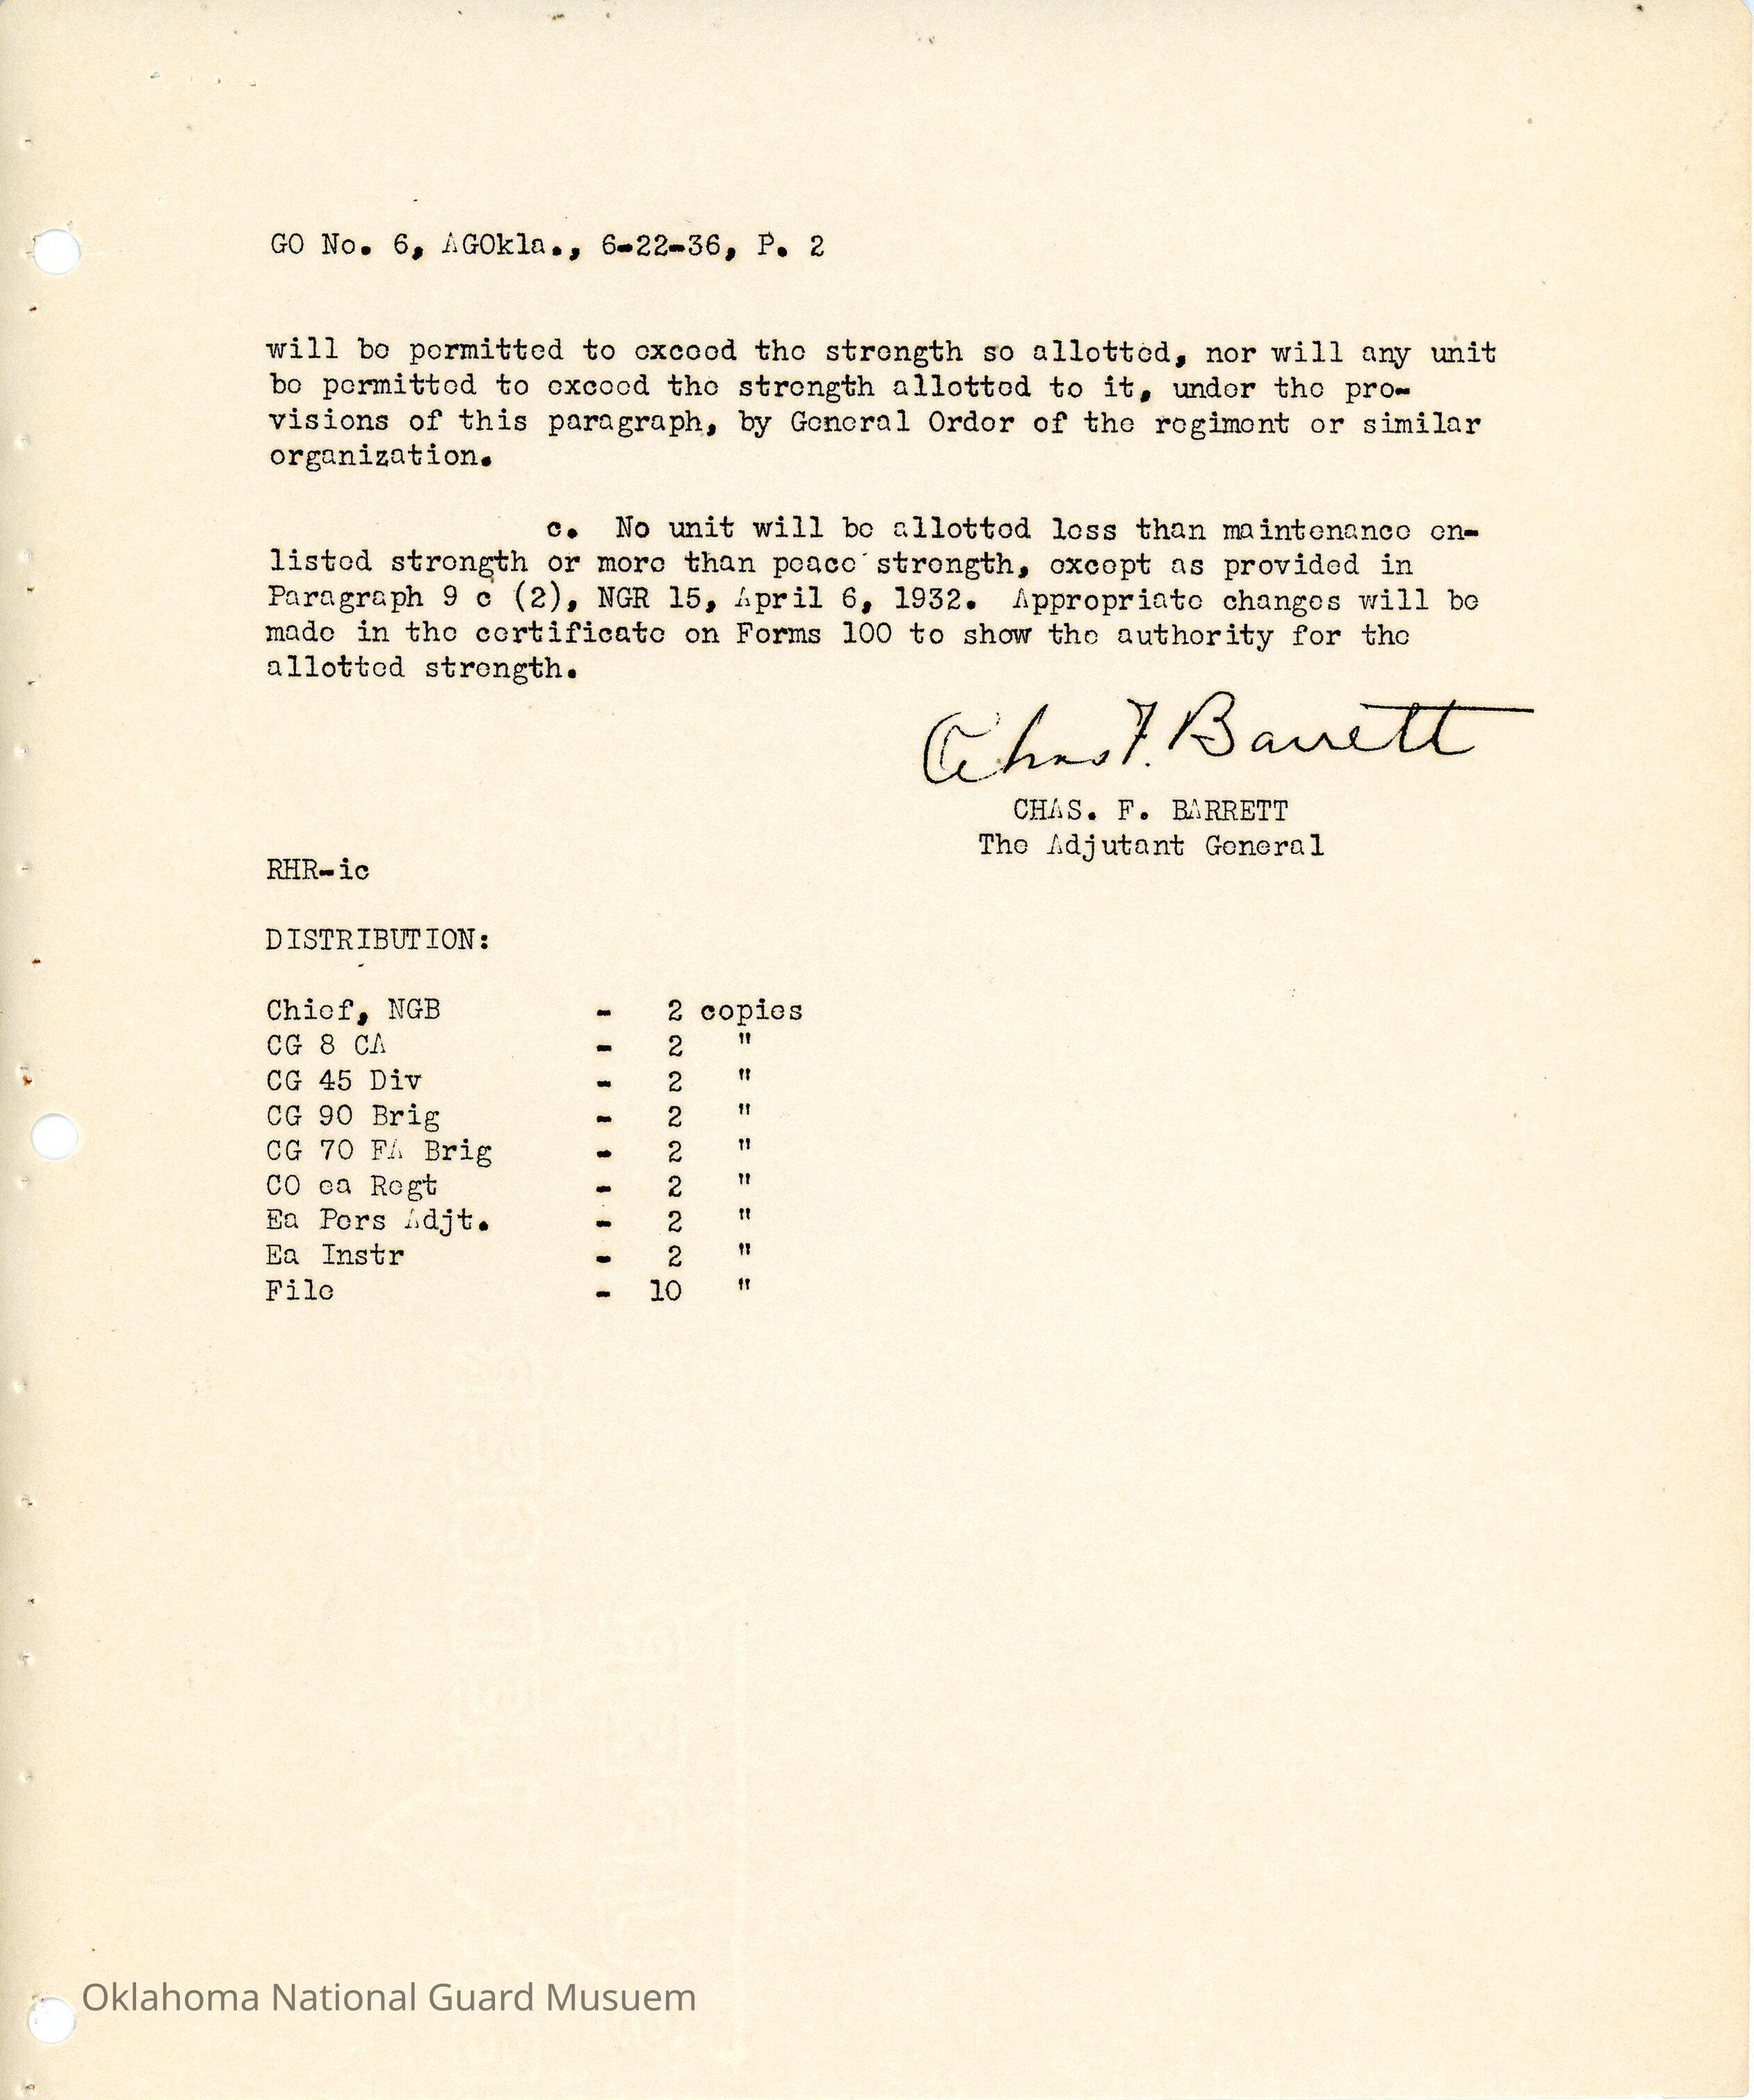 GO No. 6, AGOkla., 6-22-36, P. 2
will be permitted to exceed the strength so allotted, nor will any unit
be permitted to exceed the strength allotted to it, under the pro-
visions of this paragraph, by General Order of the regiment or similar
organization.
c. No unit will be allotted less than maintenance en-
listed strength or more than peace strength, except as provided in
Paragraph 9 c (2), NGR 15, April 6, 1932. Appropriate changes will be
made in the certificate on Forms 100 to show the authority for the
allotted strength.
Chas F. Barrett
CHAS. F. BARRETT
The Adjutant General
RHR-ic
DISTRIBUTION:
Chief, NGB - 2 copies
CG 8 CA - 2 "
CG 45 Div - 2 "
CG 90 Brig - 2 "
CG 70 FA Brig - 2 "
CO ea Regt - 2 "
Ea Pers Adjt. - 2 "
Ea Instr - 2 "
File - 10 "
Oklahoma National Guard Musuem